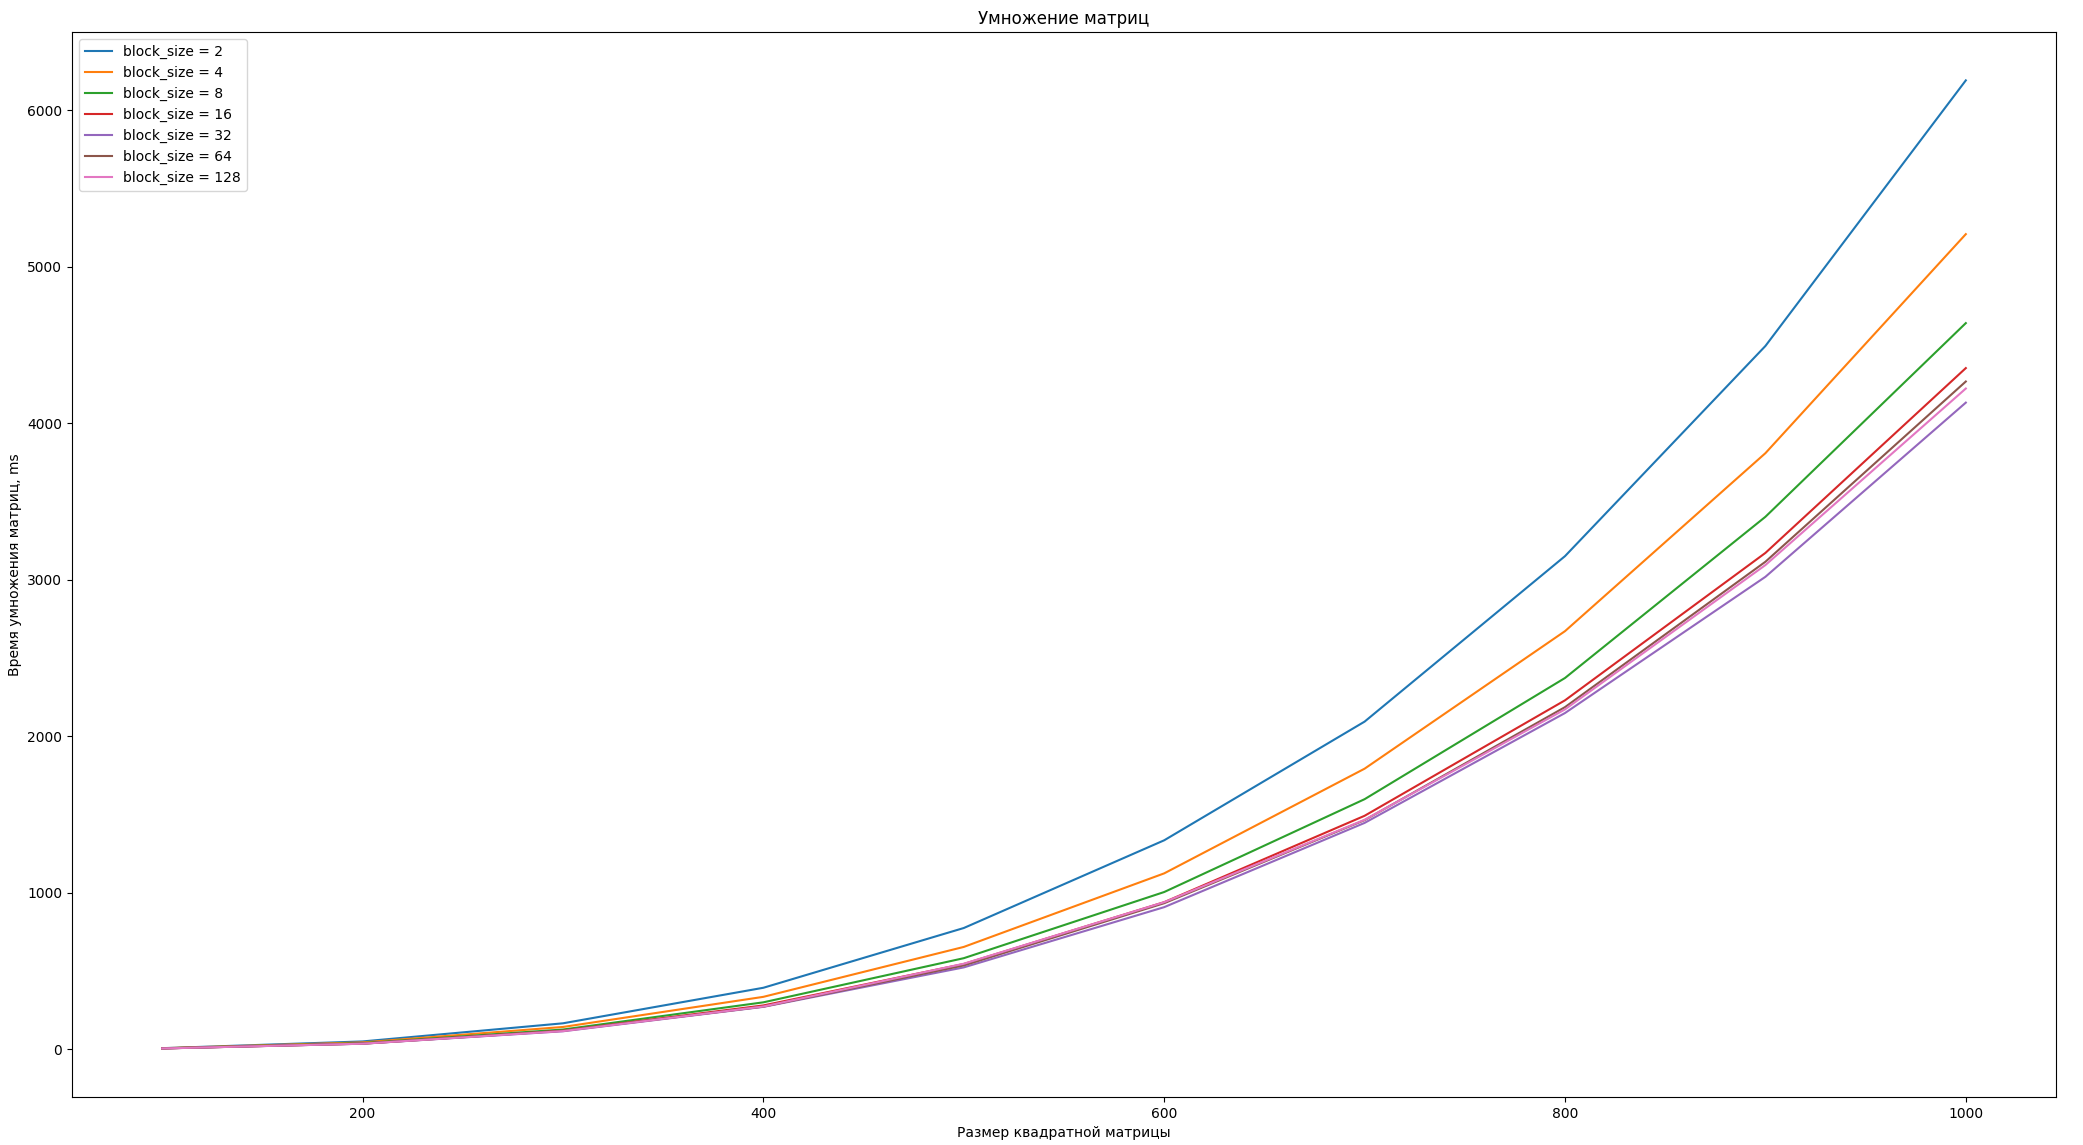 Умножение матриц
block_size = 2
block_size = 4
block_size = 8
block_size = 16
block_size = 32
block_size = 64
block_size = 128
Время умножения матриц, ms
6000
5000
4000
3000
2000
1000
0
200 400 600 800 1000
Размер квадратной матрицы